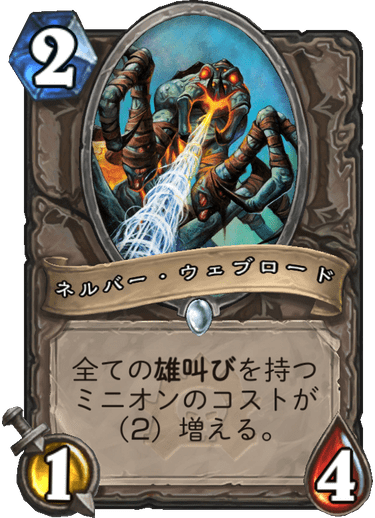 2
ネルバー・ウェブロード
全ての雄叫びを持つ
ミニオンのコストが
（2）増える。
1
4